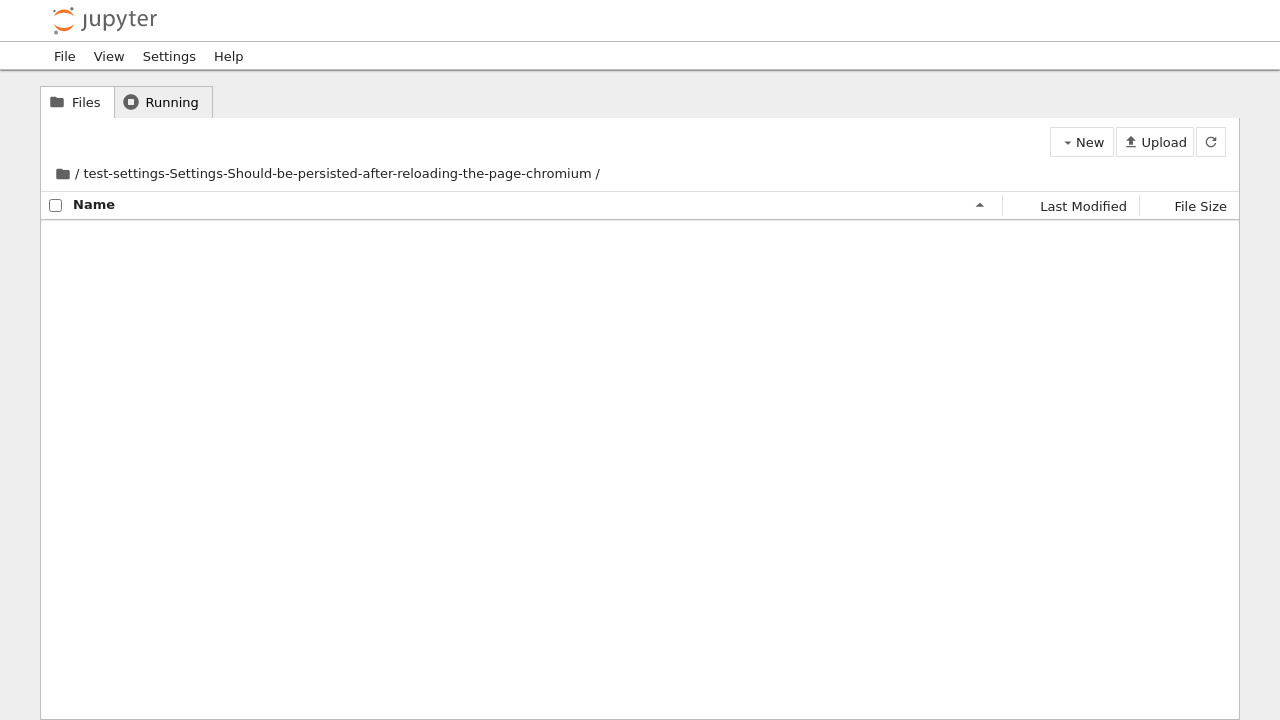 jupyter
File View Settings Help
Files Running
New Upload
/ test-settings-Settings-Should-be-persisted-after-reloading-the-page-chromium /
Name Last Modified File Size